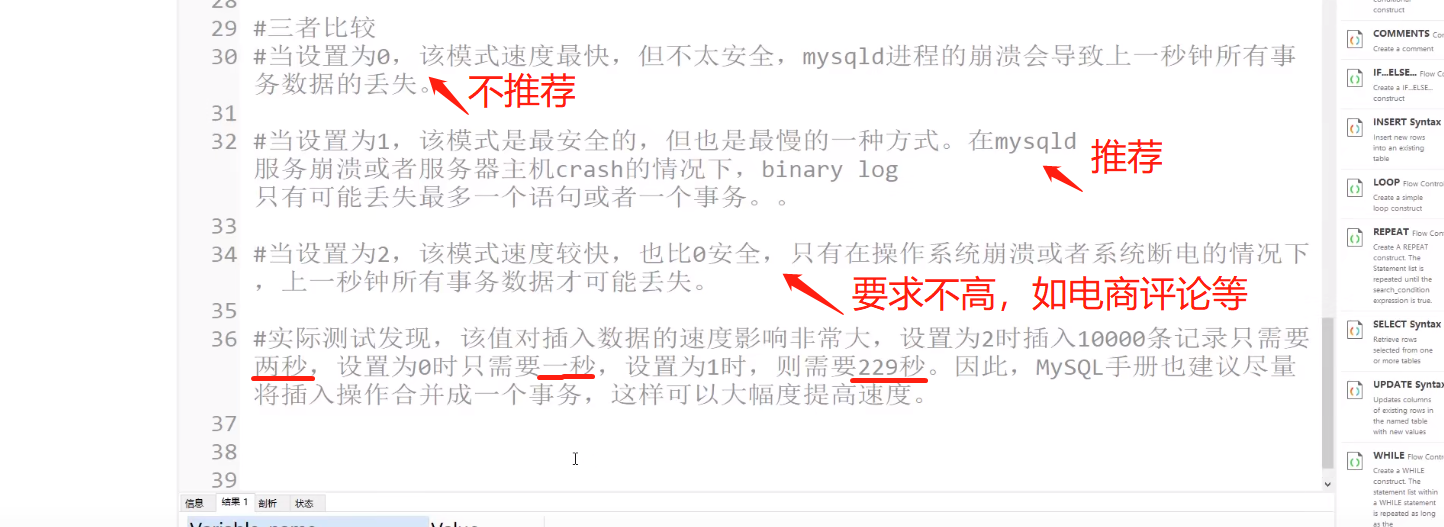 28
29 #三者比较
30 #当设置为0，该模式速度最快，但不太安全，mysqld进程的崩溃会导致上一秒钟所有事
务数据的丢失。
不推荐
31
32 #当设置为1，该模式是最安全的，但也是最慢的一种方式。在mysqld
服务崩溃或者服务器主机crash的情况下，binary log
只有可能丢失最多一个语句或者一个事务。。
推荐
33
34 #当设置为2，该模式速度较快，也比0安全，只有在操作系统崩溃或者系统断电的情况下
，上一秒钟所有事务数据才可能丢失。
要求不高，如电商评论等
35
36 #实际测试发现，该值对插入数据的速度影响非常大，设置为2时插入10000条记录只需要
两秒，设置为0时只需要一秒，设置为1时，则需要229秒。因此，MySQL手册也建议尽量
将插入操作合并成一个事务，这样可以大幅度提高速度。
37
38
39
信息 结果 1 剖析 状态
Variable_name Value
construct
COMMENTS Con
Create a comment
IF...ELSE... Flow Co
Create a IF...ELSE...
construct
INSERT Syntax
Insert new rows
into an existing
table
LOOP Flow Contro
Create a simple
loop construct
REPEAT Flow Con
Create A REPEAT
construct. The
Statement list is
repeated until the
search_condition
expression is true.
SELECT Syntax
Retrieve rows
selected from one
or more tables
UPDATE Syntax
Updates columns
of existing rows in
the named table
with new values
WHILE Flow Contr
Create a WHILE
construct. The
statement list within
a WHILE statement
is repeated as long
as the